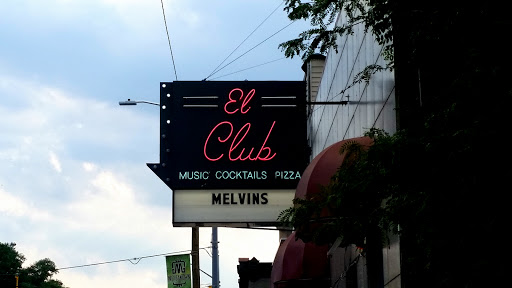 El
Club
MUSIC COCKTAILS PIZZA
MELVINS